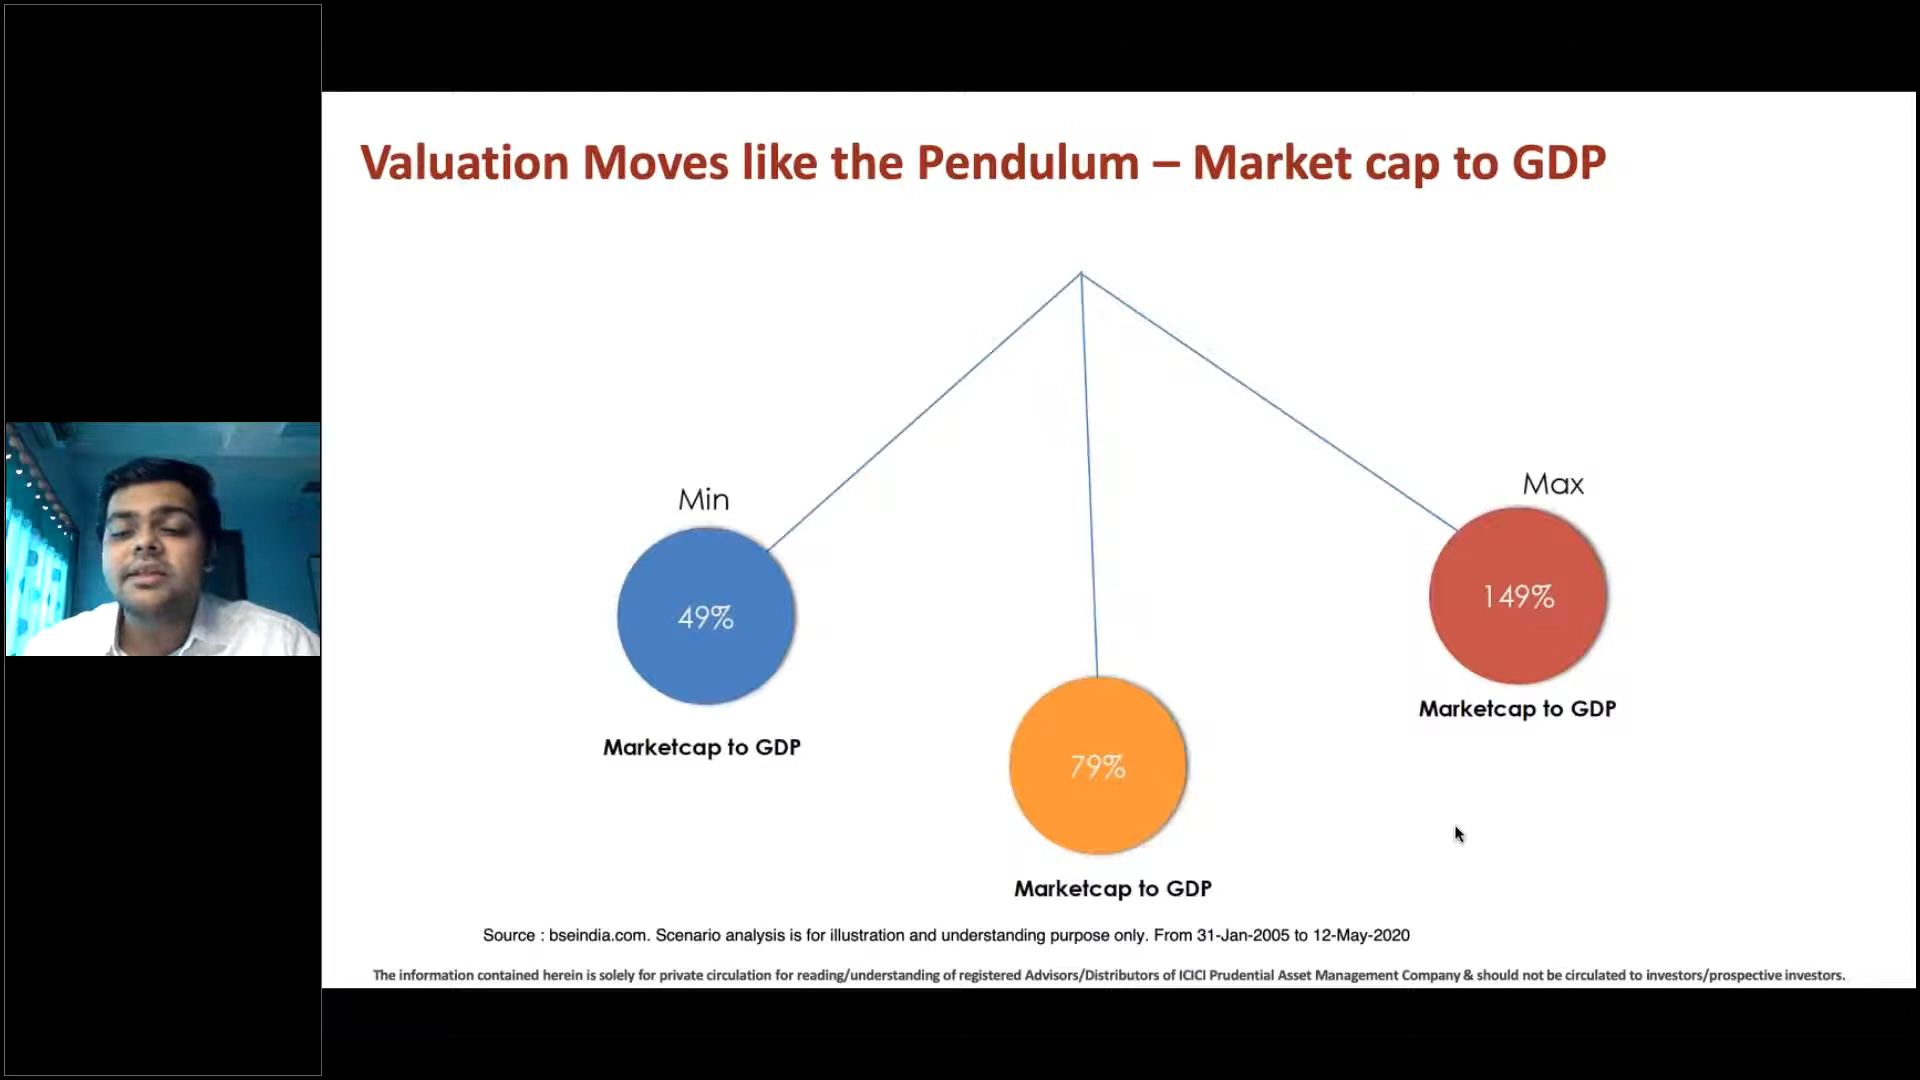 Valuation Moves like the Pendulum – Market cap to GDP
Min
49%
Marketcap to GDP
79%
Marketcap to GDP
Max
149%
Marketcap to GDP
Source : bseindia.com. Scenario analysis is for illustration and understanding purpose only. From 31-Jan-2005 to 12-May-2020
The information contained herein is solely for private circulation for reading/understanding of registered Advisors/Distributors of ICICI Prudential Asset Management Company & should not be circulated to investors/prospective investors.